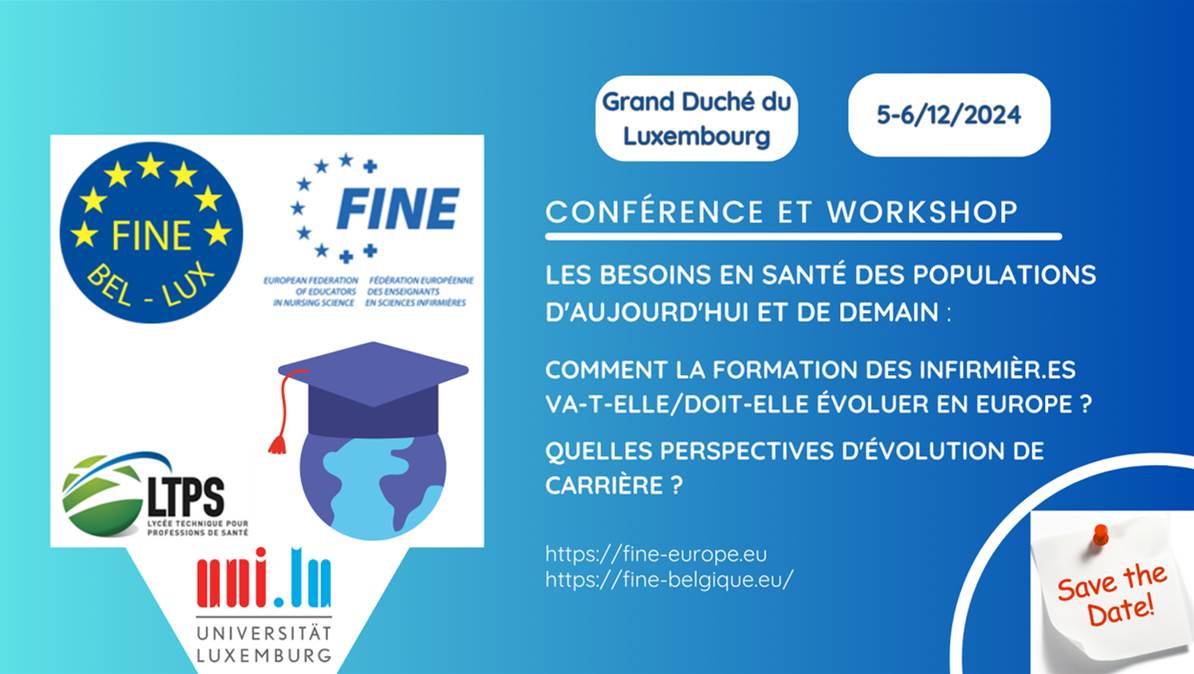 Grand Duché du
Luxembourg
5-6/12/2024
FINE
BEL - LUX
FINE
EUROPEAN FEDERATION
OF EDUCATORS
IN NURSING SCIENCE
FÉDÉRATION EUROPÉENNE
DES ENSEIGNANTS
EN SCIENCES INFIRMIÈRES
LTPS
LYCÉE TECHNIQUE POUR
PROFESSIONS DE SANTÉ
uni.lu
UNIVERSITÄT
LUXEMBURG
CONFÉRENCE ET WORKSHOP
LES BESOINS EN SANTÉ DES POPULATIONS
D'AUJOURD'HUI ET DE DEMAIN :
COMMENT LA FORMATION DES INFIRMIÈR.ES
VA-T-ELLE/DOIT-ELLE ÉVOLUER EN EUROPE ?
QUELLES PERSPECTIVES D'ÉVOLUTION DE
CARRIÈRE ?
https://fine-europe.eu
https://fine-belgique.eu/
Save the
Date!